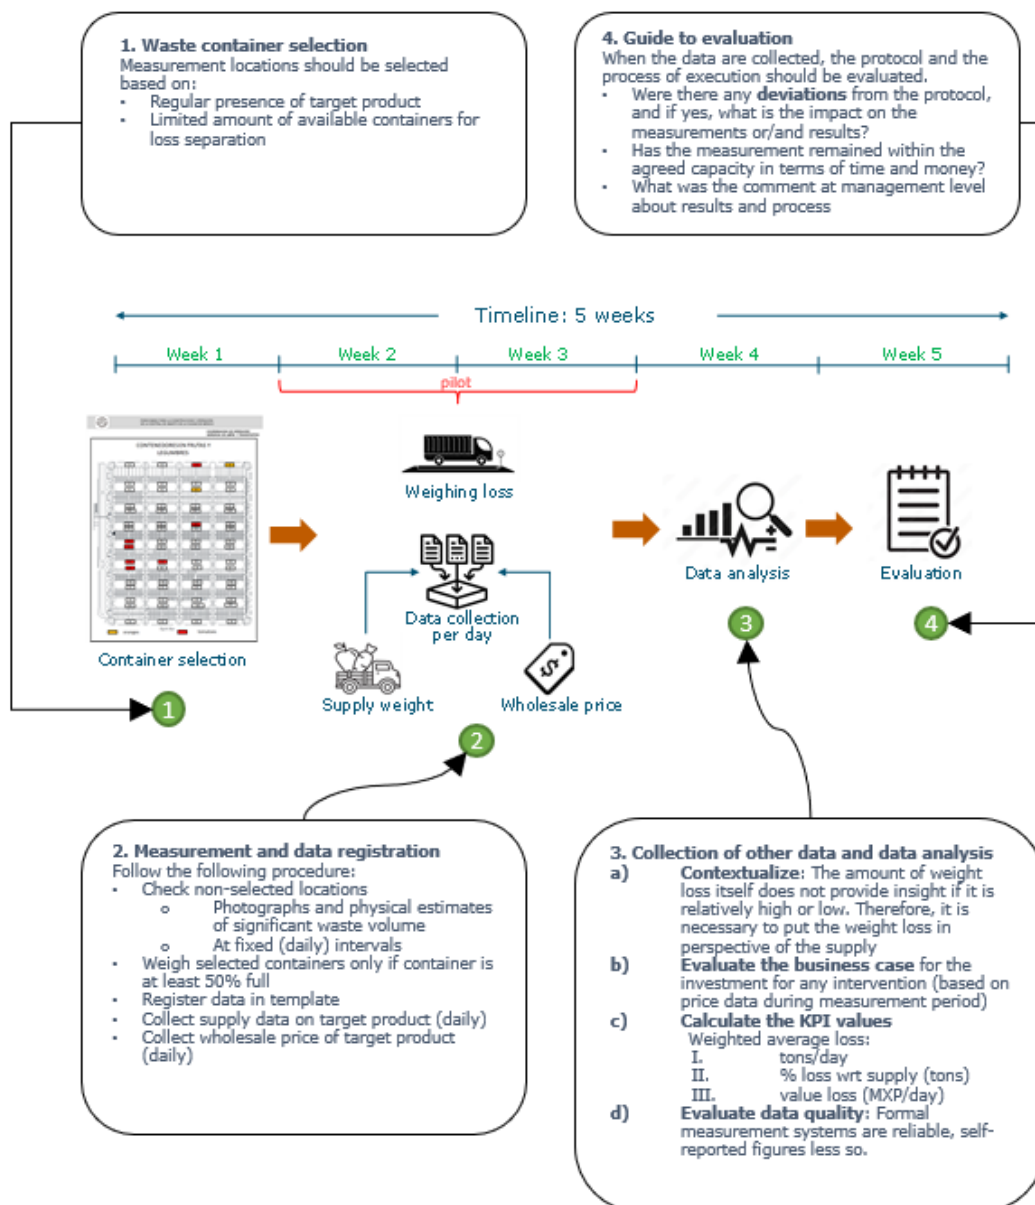 1. Waste container selection
Measurement locations should be selected
based on:
• Regular presence of target product
• Limited amount of available containers for
loss separation
4. Guide to evaluation
When the data are collected, the protocol and the
process of execution should be evaluated.
• Were there any deviations from the protocol,
and if yes, what is the impact on the
measurements or/and results?
• Has the measurement remained within the
agreed capacity in terms of time and money?
• What was the comment at management level
about results and process
Timeline: 5 weeks
Week 1
Week 2
Week 3
Week 4
Week 5
pilot
CONTENEDORES EN FRUTAS Y
LEGUMBRES
Container selection
1
Weighing loss
Data collection
per day
Supply weight
Wholesale price
2
Data analysis
3
Evaluation
4
2. Measurement and data registration
Follow the following procedure:
• Check non-selected locations
o Photographs and physical estimates
of significant waste volume
o At fixed (daily) intervals
• Weigh selected containers only if container is
at least 50% full
• Register data in template
• Collect supply data on target product (daily)
• Collect wholesale price of target product
(daily)
3. Collection of other data and data analysis
a) Contextualize: The amount of weight
loss itself does not provide insight if it is
relatively high or low. Therefore, it is
necessary to put the weight loss in
perspective of the supply
b) Evaluate the business case for the
investment for any intervention (based on
price data during measurement period)
c) Calculate the KPI values
Weighted average loss:
I. tons/day
II. % loss wrt supply (tons)
III. value loss (MXP/day)
d) Evaluate data quality: Formal
measurement systems are reliable, self-
reported figures less so.